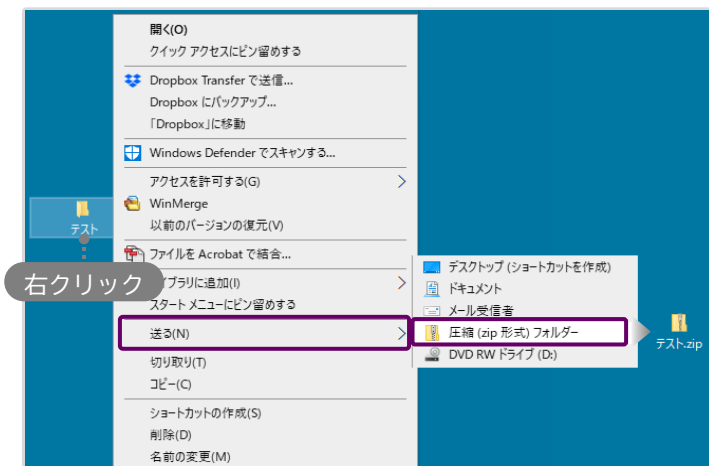 開く(O)
クイック アクセスにピン留めする
Dropbox Transfer で送信...
Dropbox にバックアップ...
「Dropbox」に移動
Windows Defender でスキャンする...
アクセスを許可する(G)
WinMerge
以前のバージョンの復元(V)
テスト
ファイルを Acrobat で結合...
右クリック
イブラリに追加(I)
スタート メニューにピン留めする
送る(N)
切り取り(T)
コピー(C)
ショートカットの作成(S)
削除(D)
名前の変更(M)
デスクトップ (ショートカットを作成)
ドキュメント
メール受信者
圧縮 (zip 形式) フォルダー
DVD RW ドライブ (D:)
テスト.zip